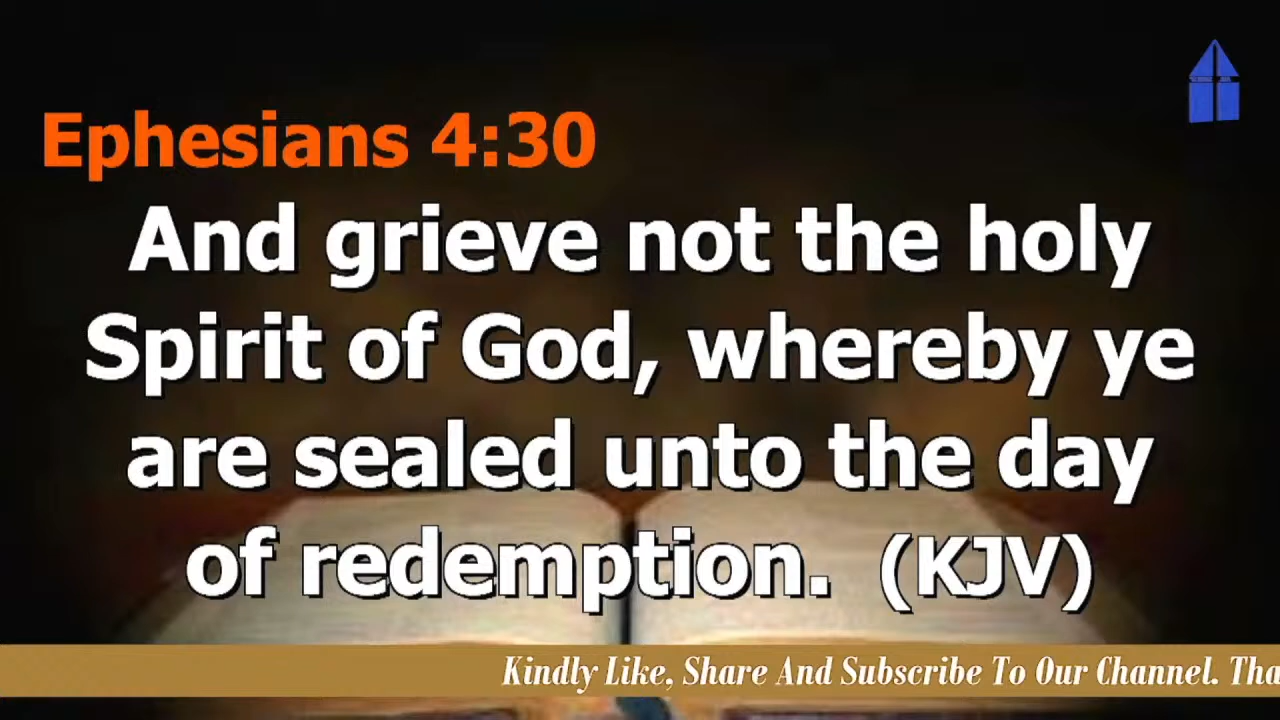 Ephesians 4:30
And grieve not the holy
Spirit of God, whereby ye
are sealed unto the day
of redemption. (KJV)
Kindly Like, Share And Subscribe To Our Channel. Tha